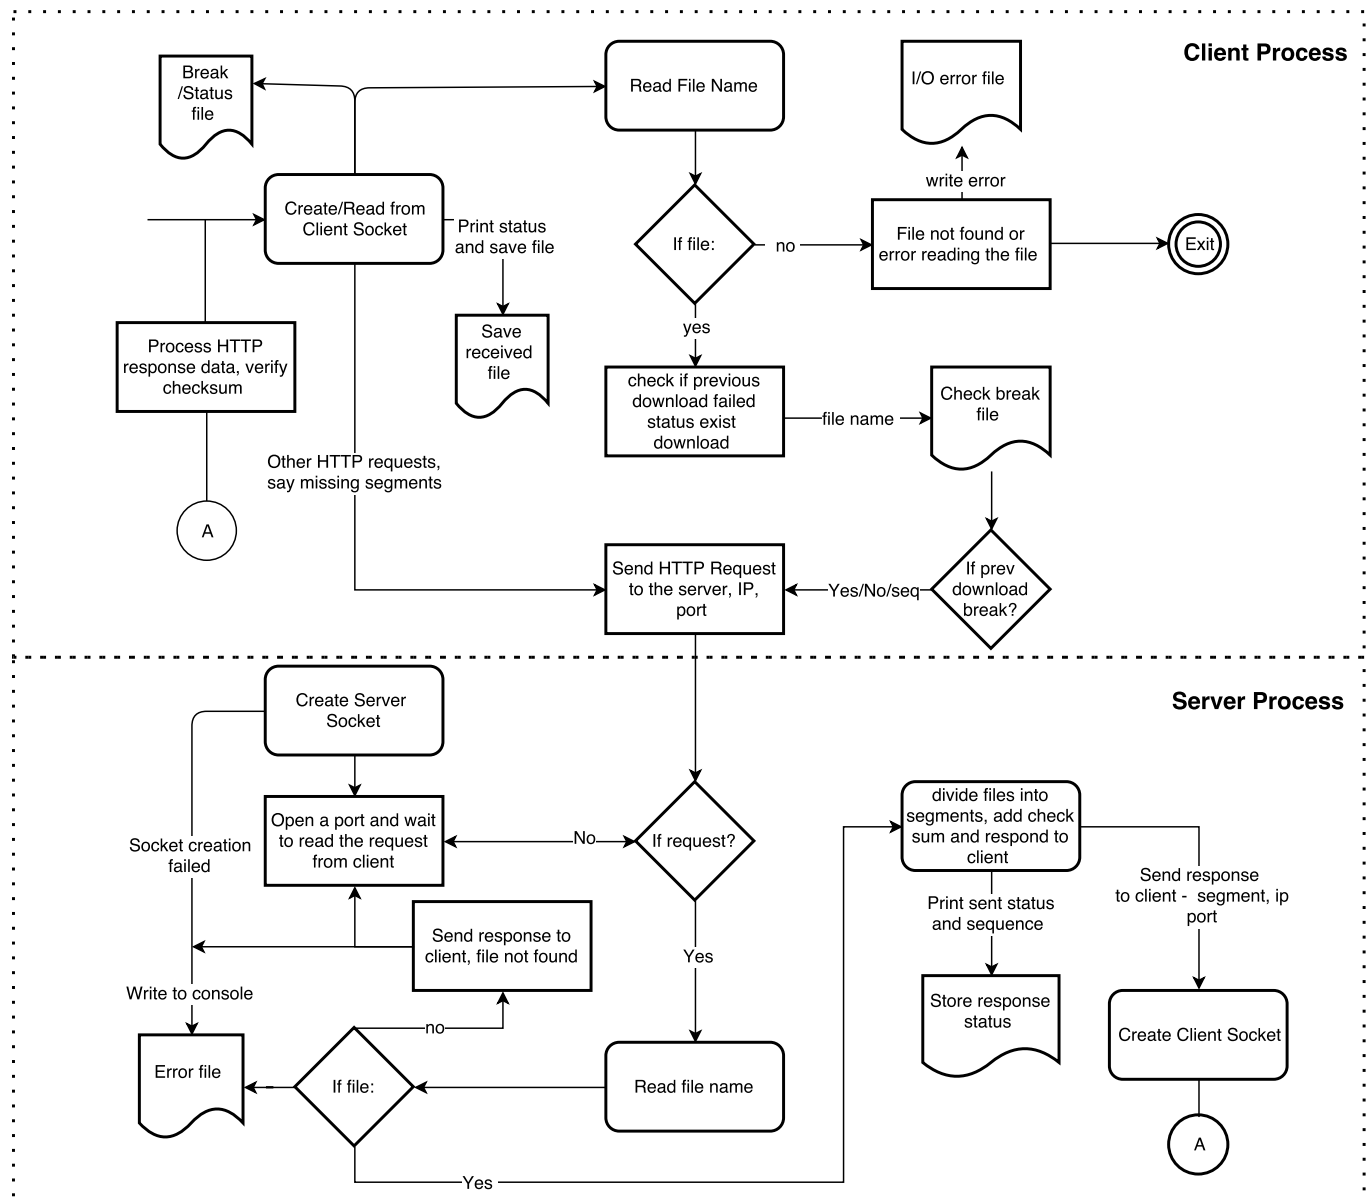 Client Process
Break
/Status
file
Read File Name
I/O error file
write error
Create/Read from
Client Socket
Print status
and save file
If file:
no
File not found or
error reading the file
Exit
yes
Process HTTP
response data, verify
checksum
Save
received
file
check if previous
download failed
status exist
download
file name
Check break
file
Other HTTP requests,
say missing segments
A
Send HTTP Request
to the server, IP,
port
Yes/No/seq
If prev
download
break?
Server Process
Create Server
Socket
Open a port and wait
to read the request
from client
No
If request?
divide files into
segments, add check
sum and respond to
client
Socket creation
failed
Send response
to client - segment, ip
port
Print sent status
and sequence
Send response to
client, file not found
Yes
Write to console
no
Store response
status
Create Client Socket
Error file
If file:
Read file name
A
Yes